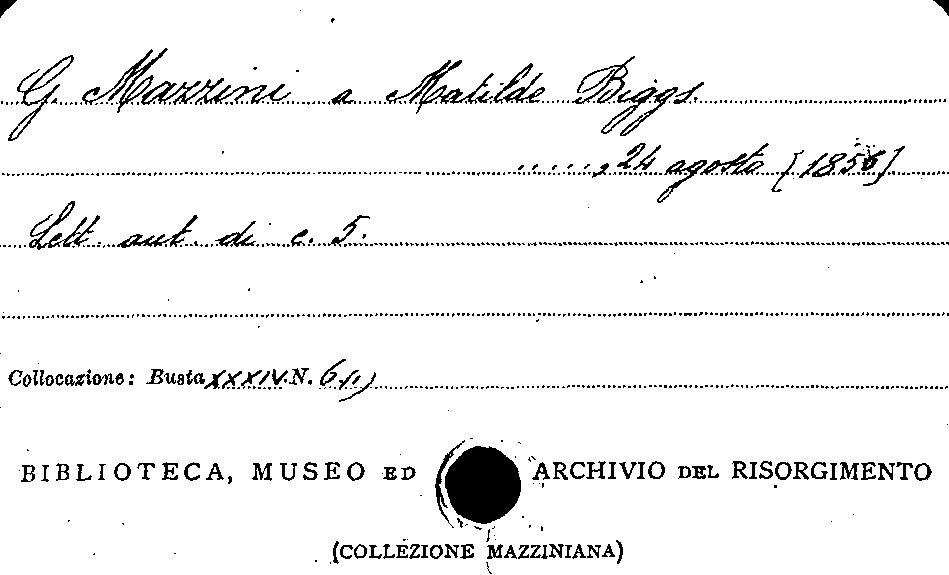 G. Mazzini a Matilde Biggs.
....., 24 agosto [1856]
Lett. aut. di c. 5.
Collocazione: Busta XXXIV. N. 6(1)
BIBLIOTECA, MUSEO ED ARCHIVIO DEL RISORGIMENTO
(COLLEZIONE MAZZINIANA)